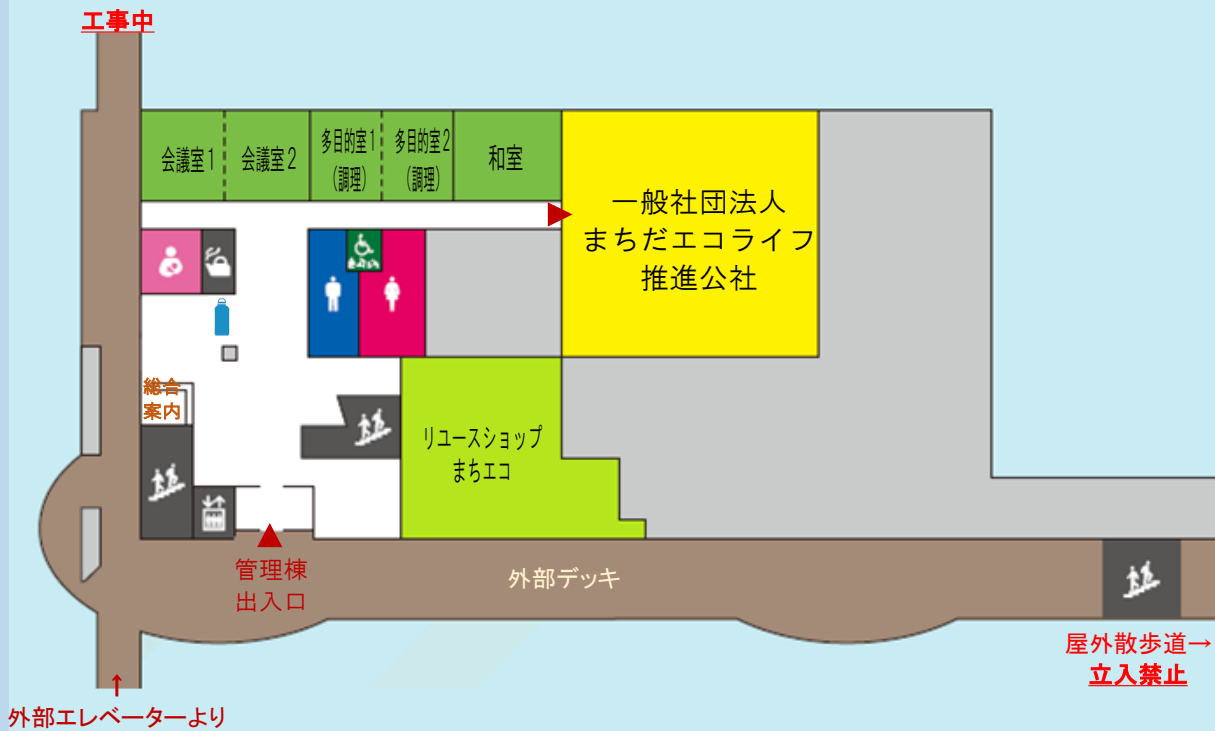 工事中
会議室1
会議室2
多目的室1
(調理)
多目的室2
(調理)
和室
一般社団法人
まちだエコライフ
推進公社
総合
案内
リユースショップ
まちエコ
管理棟
出入口
外部デッキ
屋外散歩道→
立入禁止
↑
外部エレベーターより